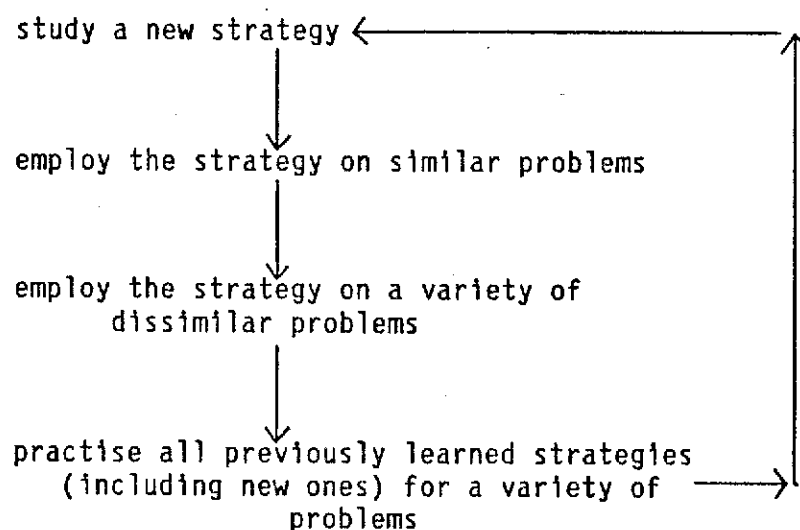 study a new strategy
employ the strategy on similar problems
employ the strategy on a variety of
dissimilar problems
practise all previously learned strategies
(including new ones) for a variety of
problems